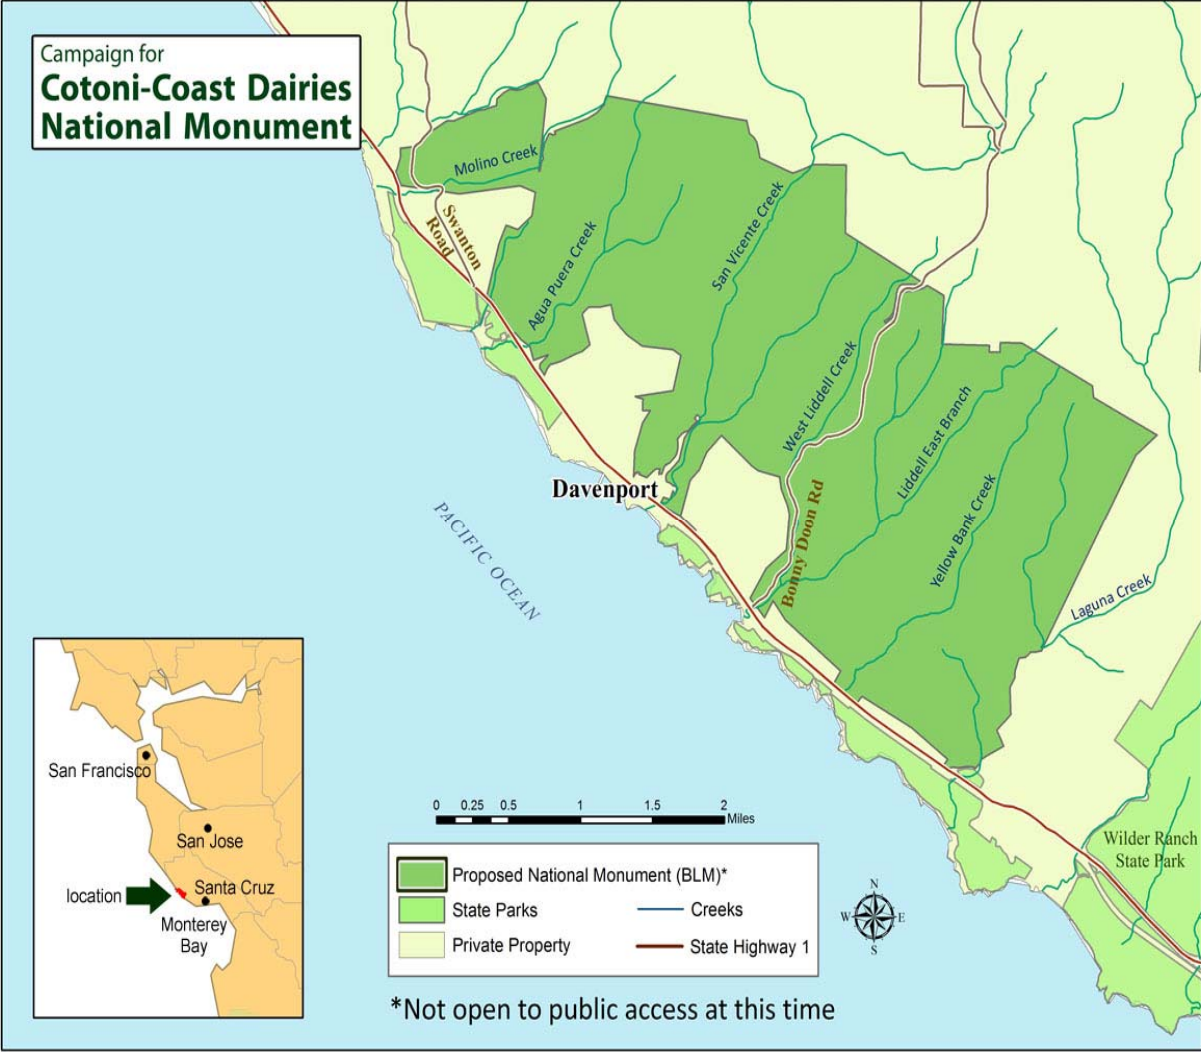 Campaign for
Cotoni-Coast Dairies
National Monument
Molino Creek
Swanton
Road
Agua Puera Creek
San Vicente Creek
West Liddell Creek
Liddell East Branch
Yellow Bank Creek
Bonny Doon Rd
Laguna Creek
Davenport
PACIFIC OCEAN
Wilder Ranch
State Park
San Francisco
San Jose
location
Santa Cruz
Monterey
Bay
0 0.25 0.5 1 1.5 2
Miles
Proposed National Monument (BLM)*
State Parks
Creeks
Private Property
State Highway 1
N
W E
S
*Not open to public access at this time